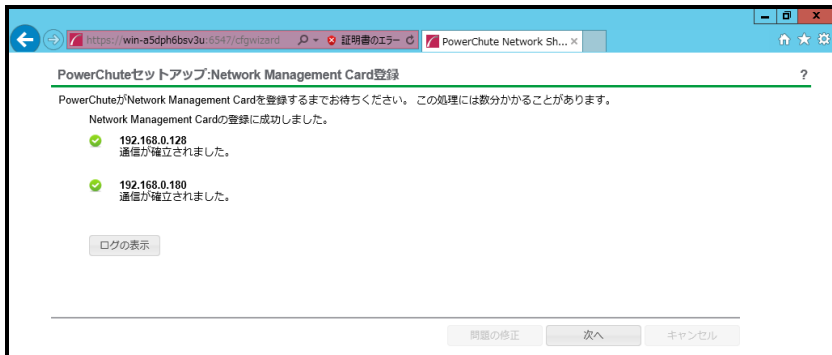 https://win-a5dph6bsv3u:6547/cfgwizard 証明書のエラー PowerChute Network Sh...
PowerChuteセットアップ:Network Management Card登録 ?
PowerChuteがNetwork Management Cardを登録するまでお待ちください。 この処理には数分かかることがあります。
Network Management Cardの登録に成功しました。
192.168.0.128
通信が確立されました。
192.168.0.180
通信が確立されました。
ログの表示
問題の修正 次へ キャンセル